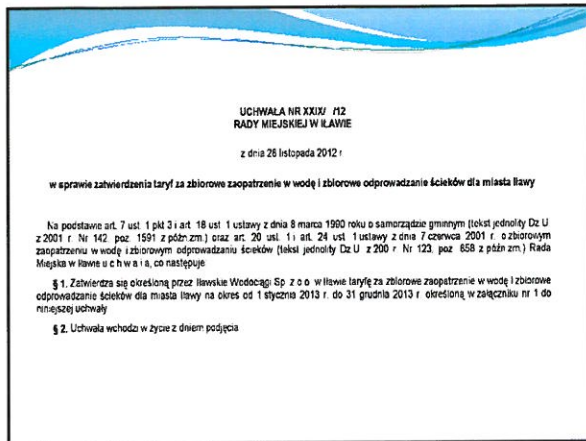 UCHWAŁA NR XXIX/ /12
RADY MIEJSKIEJ W IŁAWIE
z dnia 26 listopada 2012 r
w sprawie zatwierdzenia taryf za zbiorowe zaopatrzenie w wodę i zbiorowe odprowadzanie ścieków dla miasta Iławy
Na podstawie art. 7 ust. 1 pkt 3 i art. 18 ust. 1 ustawy z dnia 8 marca 1990 roku o samorządzie gminnym (tekst jednolity Dz U
z 2001 r. Nr 142. poz. 1591 z późn.zm.) oraz art. 20 ust. 1 i art. 24 ust. 1 ustawy z dnia 7 czerwca 2001 r. o zbiorowym
zaopatrzeniu w wodę i zbiorowym odprowadzaniu ścieków (tekst jednolity Dz.U. z 200 r. Nr 123, poz. 858 z późn zm.) Rada
Miejska w Iławie u c h w a l a, co następuje
§ 1. Zatwierdza się określoną przez Iławskie Wodociągi Sp. z o o w Iławie taryfę za zbiorowe zaopatrzenie w wodę i zbiorowe
odprowadzanie ścieków dla miasta Iławy na okres od 1 stycznia 2013 r. do 31 grudnia 2013 r. określoną w załączniku nr 1 do
niniejszej uchwały
§ 2. Uchwała wchodzi w życie z dniem podjęcia